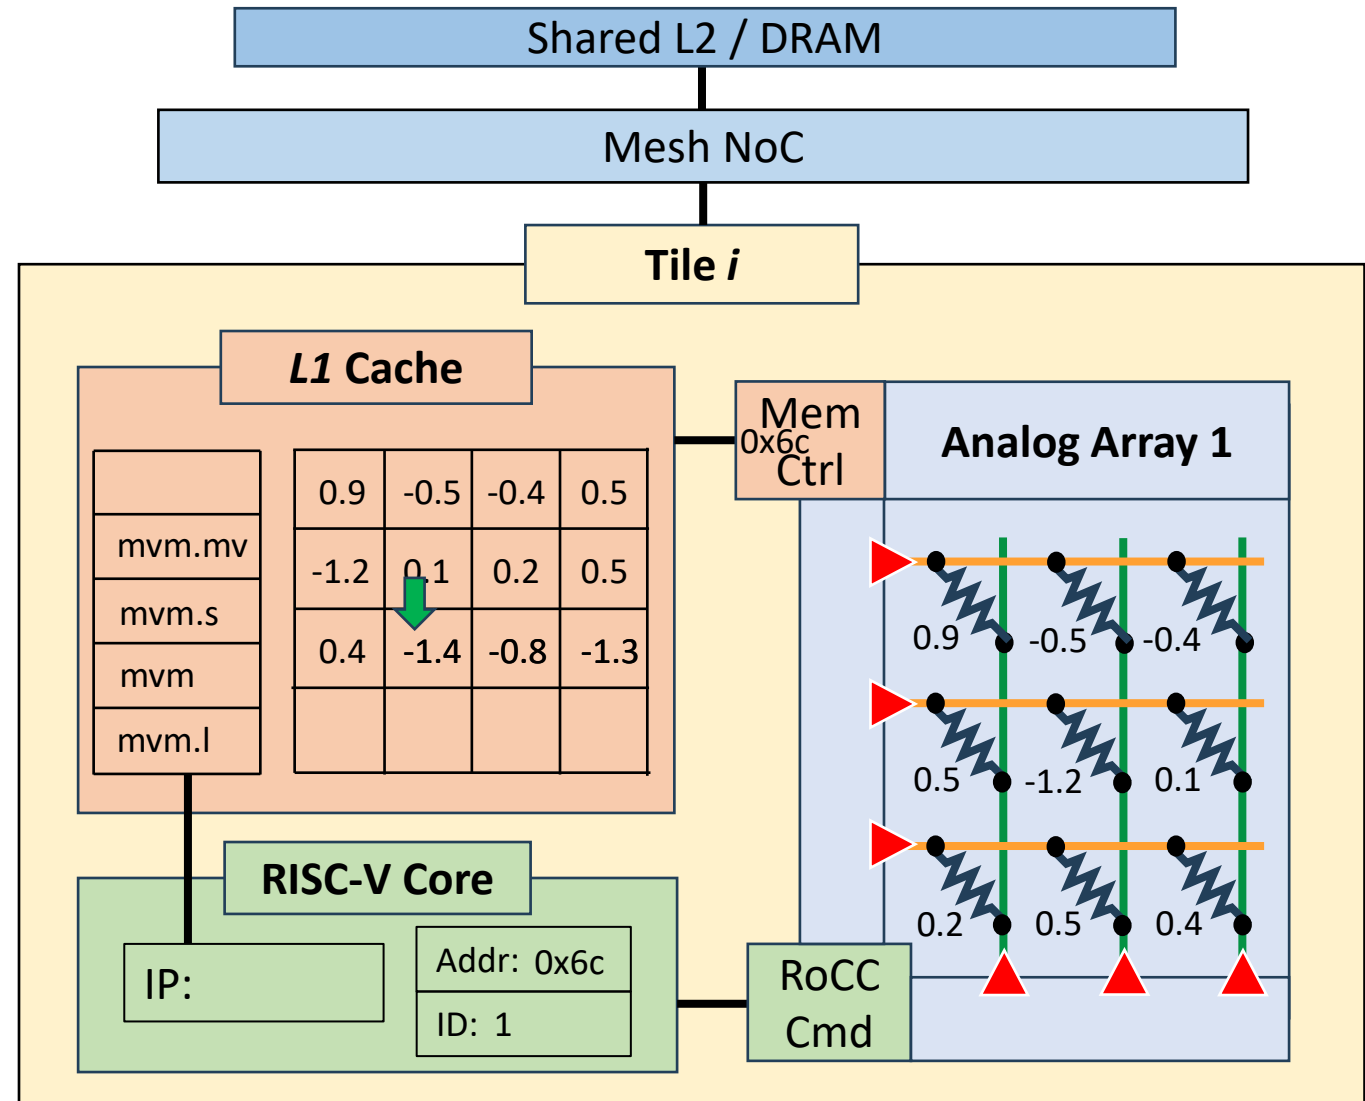 Shared L2 / DRAM
Mesh NoC
Tile i
L1 Cache
Mem
0x6c
Ctrl
Analog Array 1
0.9 -0.5 -0.4 0.5
mvm.mv
-1.2 0.1 0.2 0.5
mvm.s
0.4 -1.4 -0.8 -1.3
mvm
mvm.l
0.9 -0.5 -0.4
0.5 -1.2 0.1
0.2 0.5 0.4
RISC-V Core
IP:
Addr: 0x6c
ID: 1
RoCC
Cmd